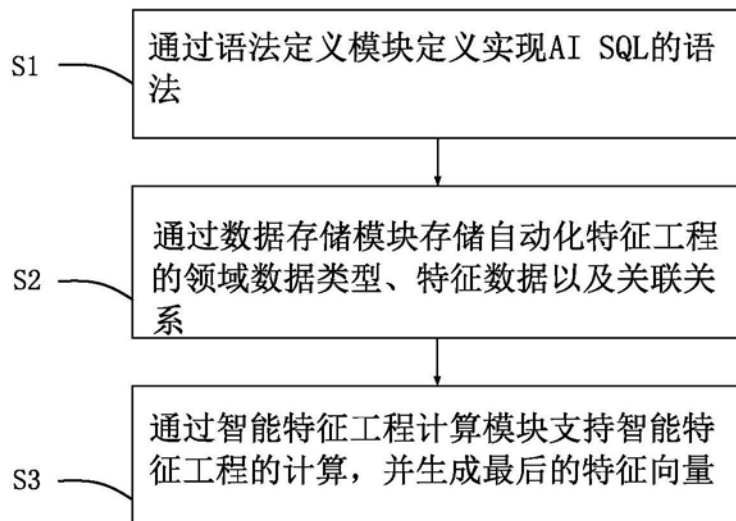 S1
通过语法定义模块定义实现AI SQL的语
法
S2
通过数据存储模块存储自动化特征工程
的领域数据类型、特征数据以及关联关
系
S3
通过智能特征工程计算模块支持智能特
征工程的计算，并生成最后的特征向量